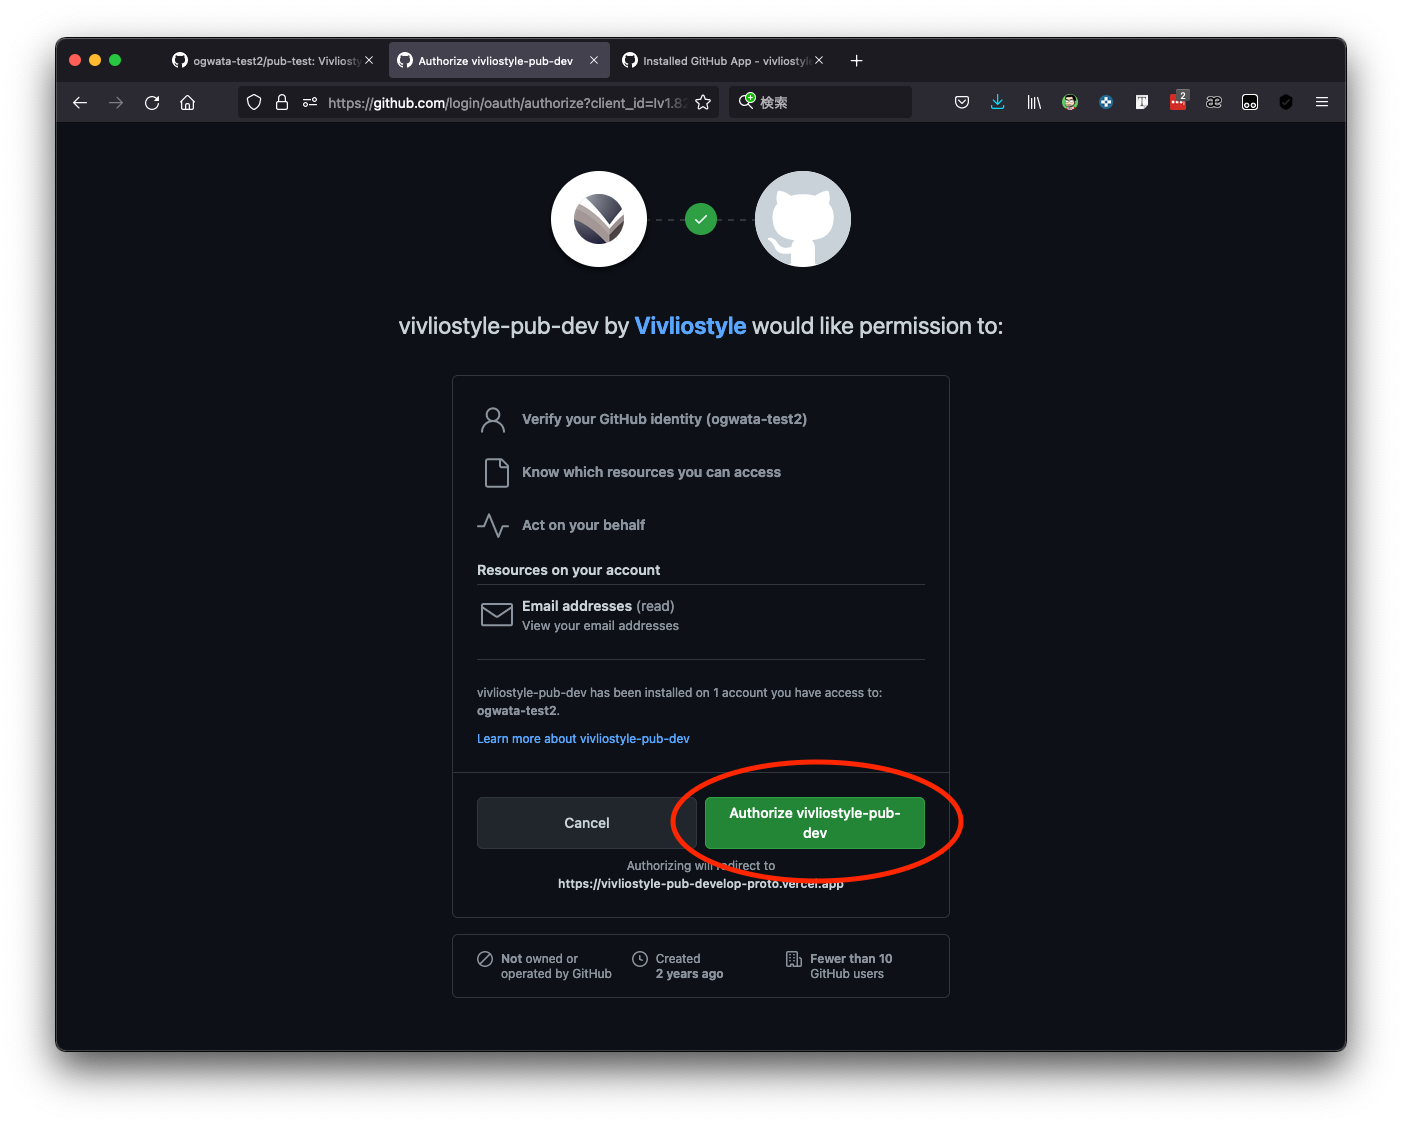 ogwata-test2/pub-test: Vivliosty
Authorize vivliostyle-pub-dev
Installed GitHub App - vivliostyle
https://github.com/login/oauth/authorize?client_id=Iv1.82
検索
2
vivliostyle-pub-dev by Vivliostyle would like permission to:
Verify your GitHub identity (ogwata-test2)
Know which resources you can access
Act on your behalf
Resources on your account
Email addresses (read)
View your email addresses
vivliostyle-pub-dev has been installed on 1 account you have access to:
ogwata-test2.
Learn more about vivliostyle-pub-dev
Cancel
Authorize vivliostyle-pub-
dev
Authorizing will redirect to
https://vivliostyle-pub-develop-proto.vercel.app
Not owned or
operated by GitHub
Created
2 years ago
Fewer than 10
GitHub users